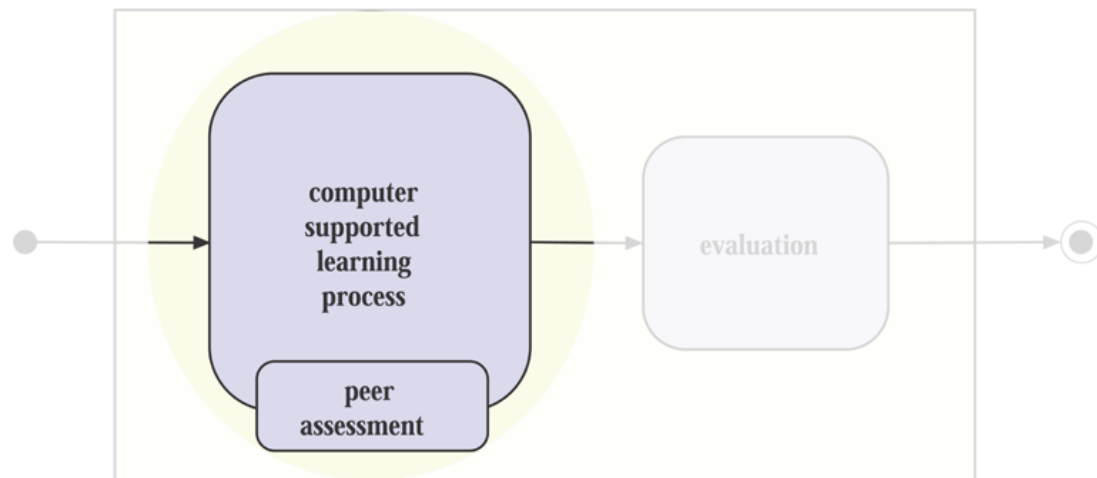 computer
supported
learning
process
evaluation
peer
assessment